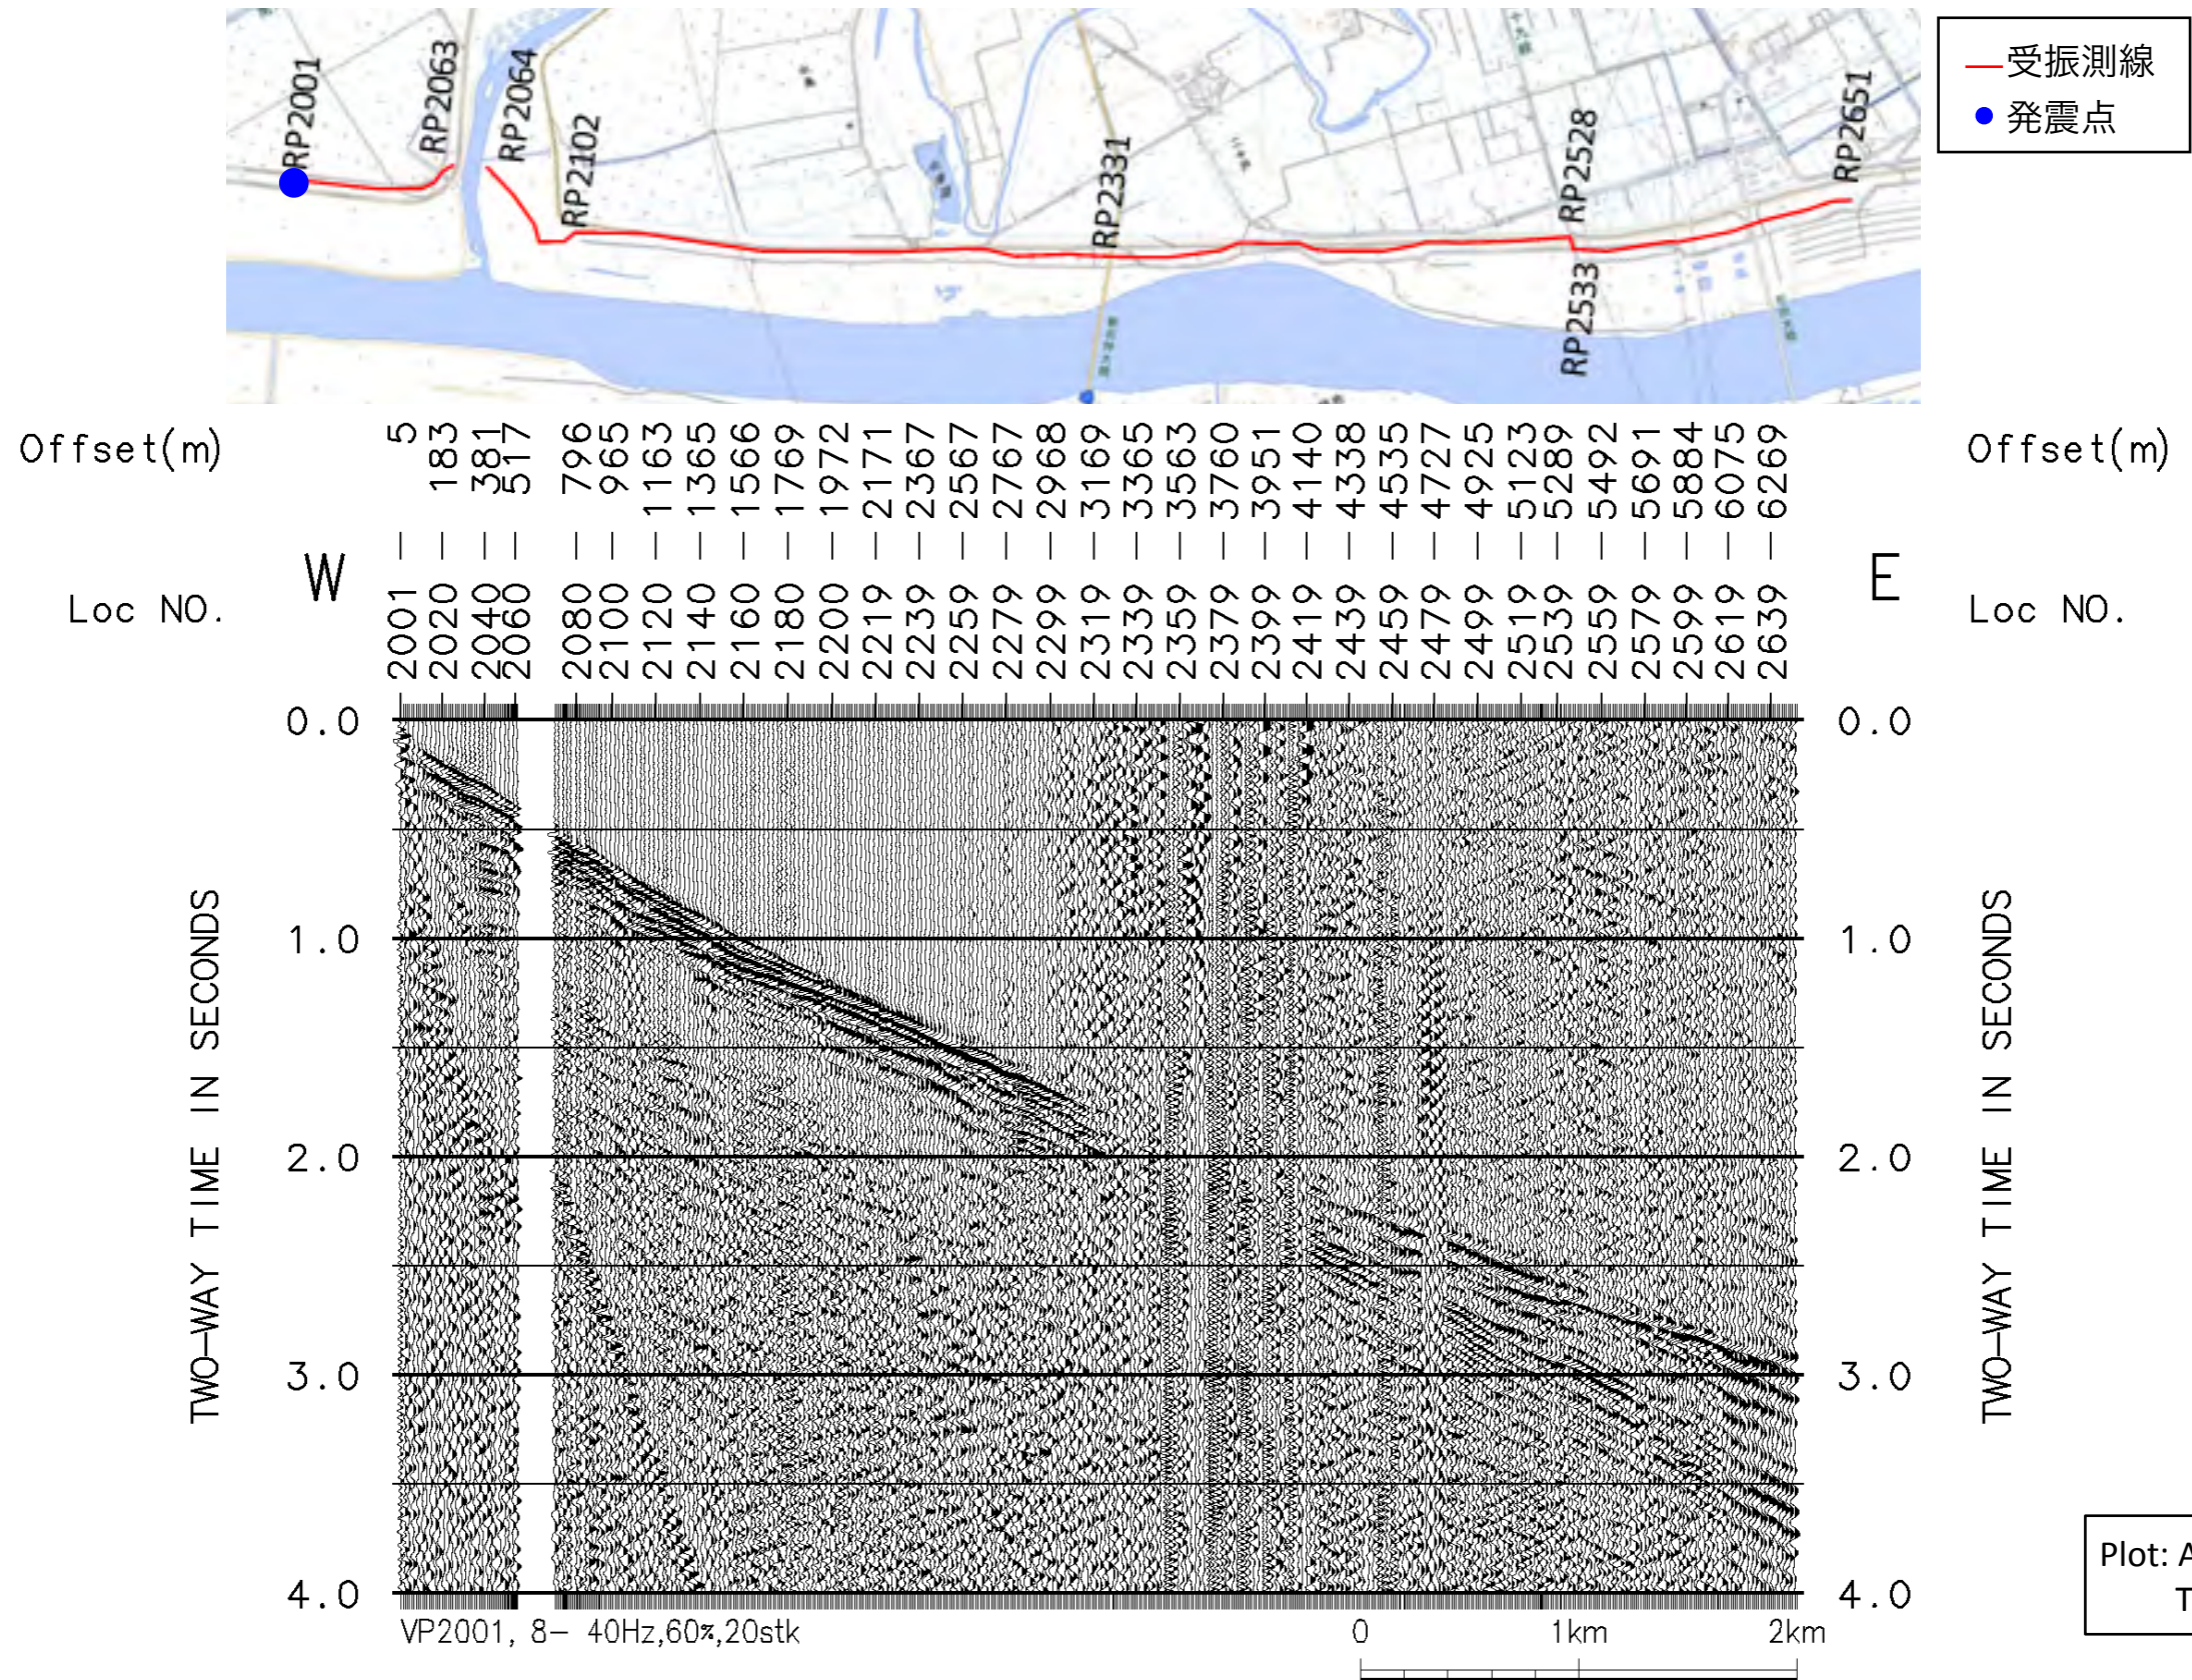 RP2001
RP2063
RP2064
RP2102
RP2331
RP2528
RP2533
RP2651
受振測線
発震点
Offset(m)
5 183 381 517 796 965 1163 1365 1566 1769 1972 2171 2367 2567 2767 2968 3169 3365 3563 3760 3951 4140 4338 4535 4727 4925 5123 5289 5492 5691 5884 6075 6269
Offset(m)
W
E
Loc NO.
2001 2020 2040 2060 2080 2100 2120 2140 2160 2180 2200 2219 2239 2259 2279 2299 2319 2339 2359 2379 2399 2419 2439 2459 2479 2499 2519 2539 2559 2579 2599 2619 2639
Loc NO.
0.0 0.0
1.0 1.0
2.0 2.0
3.0 3.0
4.0 4.0
TWO-WAY TIME IN SECONDS
TWO-WAY TIME IN SECONDS
VP2001, 8- 40Hz,60%,20stk
0 1km 2km
Plot: A
T